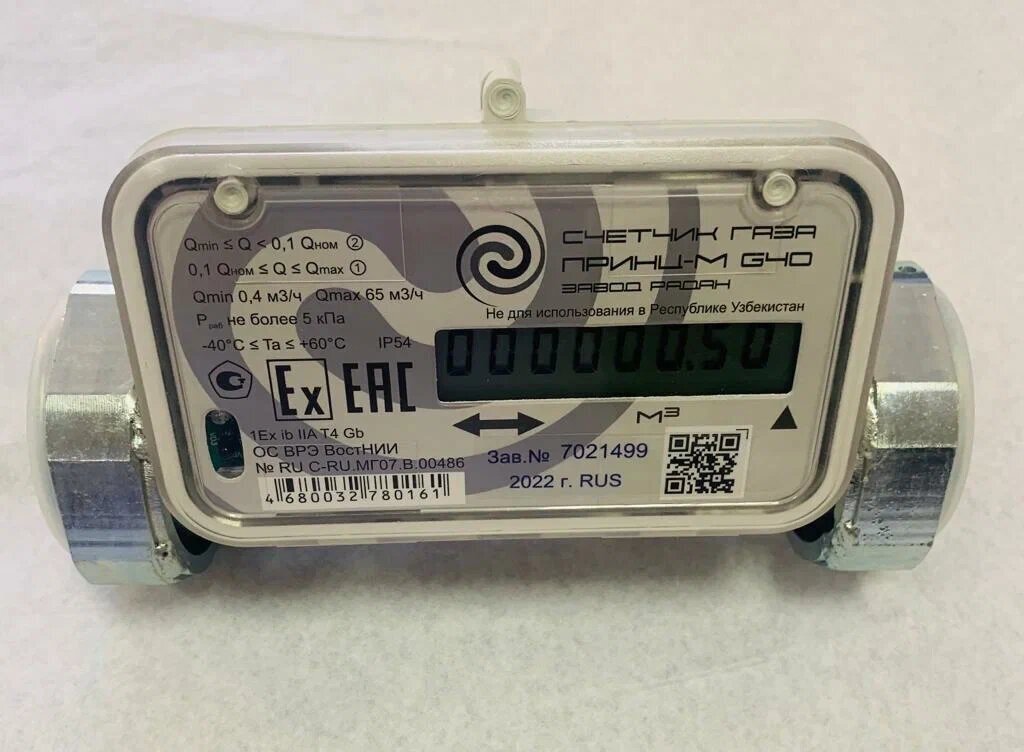 Qmin ≤ Q < 0,1 Qном ②
0,1 Qном ≤ Q ≤ Qmax ①
Qmin 0,4 м3/ч Qmax 65 м3/ч
Pраб не более 5 кПа
-40°C ≤ Ta ≤ +60°C IP54
Ex EAC
1Ex ib IIA T4 Gb
ОС ВРЭ ВостНИИ
№ RU C-RU.МГ07.В.00486
4 680032 780161
СЧЕТЧИК ГАЗА
ПРИНЦ-М G40
ЗАВОД РАДАН
Не для использования в Республике Узбекистан
000000.50
М³
Зав.№ 7021499
2022 г. RUS